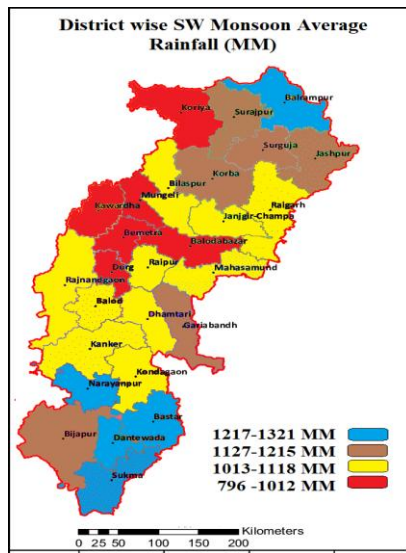 District wise SW Monsoon Average
Rainfall (MM)
Balrampur
Koriya
Surajpur
Surguja
Jashpur
Bilaspur
Korba
Mungeli
Kawardha
Raigarh
Janjgir-Champa
Bemetra
Balodabazar
Durg
Raipur
Mahasamund
Rajnandgaon
Balod
Dhamtari
Gariabandh
Kanker
Kondagaon
Narayanpur
Bastar
Bijapur
Dantewada
Sukma
1217-1321 MM
1127-1215 MM
1013-1118 MM
796 -1012 MM
Kilometers
0 25 50 100 150 200